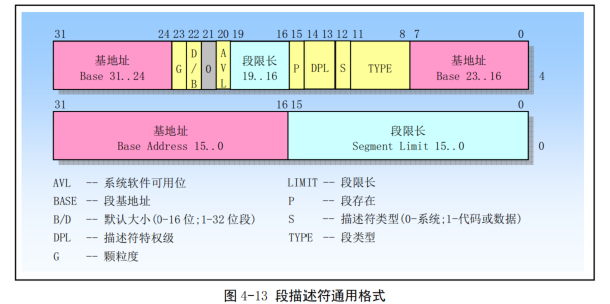 31 24 23 22 21 20 19 16 15 14 13 12 11 8 7 0
基地址 Base 31..24 G D/B 0 AVL 段限长 19..16 P DPL S TYPE 基地址 Base 23..16 4
31 16 15 0
基地址 段限长
Base Address 15..0 Segment Limit 15..0 0
AVL -- 系统软件可用位 LIMIT -- 段限长
BASE -- 段基地址 P -- 段存在
B/D -- 默认大小(0-16 位;1-32 位段) S -- 描述符类型(0-系统;1-代码或数据)
DPL -- 描述符特权级 TYPE -- 段类型
G -- 颗粒度
图 4-13 段描述符通用格式